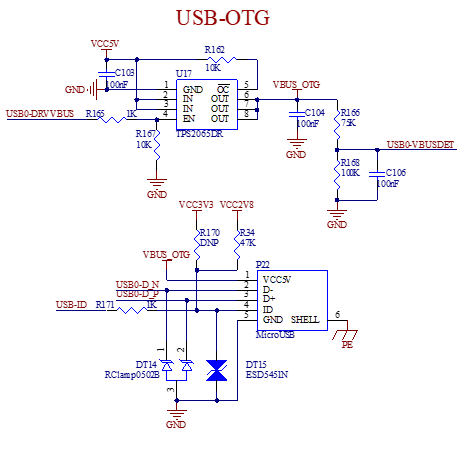 USB-OTG
VCC5V
R162
10K
C103
100nF
GND
U17
1 GND OC 5
2 IN OUT 6
3 IN OUT 7
4 EN OUT 8
TPS2065DR
USB0-DRVVBUS
R165
1K
R167
10K
GND
VBUS_OTG
C104
100nF
GND
R166
75K
USB0-VBUSDET
R168
100K
C106
100nF
GND
VCC3V3
VCC2V8
R170
DNP
R34
47K
VBUS_OTG
P22
USB0-D_N
USB0-D_P
USB-ID
R171
1K
1 VCC5V
2 D-
3 D+
4 ID
5 GND SHELL 6
MicroUSB
PE
1
2
3
DT14
RClamp0502B
DT15
ESD5451N
GND